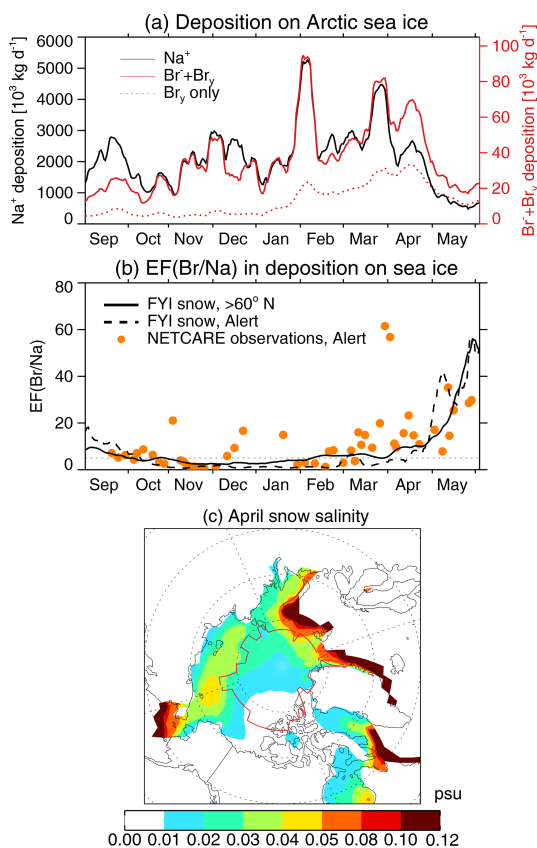 (a) Deposition on Arctic sea ice
Na⁺ deposition [10³ kg d⁻¹]
6000
5000
4000
3000
2000
1000
0
Na⁺
Br⁻+Brᵧ
Brᵧ only
100
80
60
40
20
0
Br⁻+Brᵧ deposition [10³ kg d⁻¹]
Sep Oct Nov Dec Jan Feb Mar Apr May
(b) EF(Br/Na) in deposition on sea ice
EF(Br/Na)
80
60
40
20
0
FYI snow, >60° N
FYI snow, Alert
NETCARE observations, Alert
Sep Oct Nov Dec Jan Feb Mar Apr May
(c) April snow salinity
psu
0.00 0.01 0.02 0.03 0.04 0.05 0.08 0.10 0.12